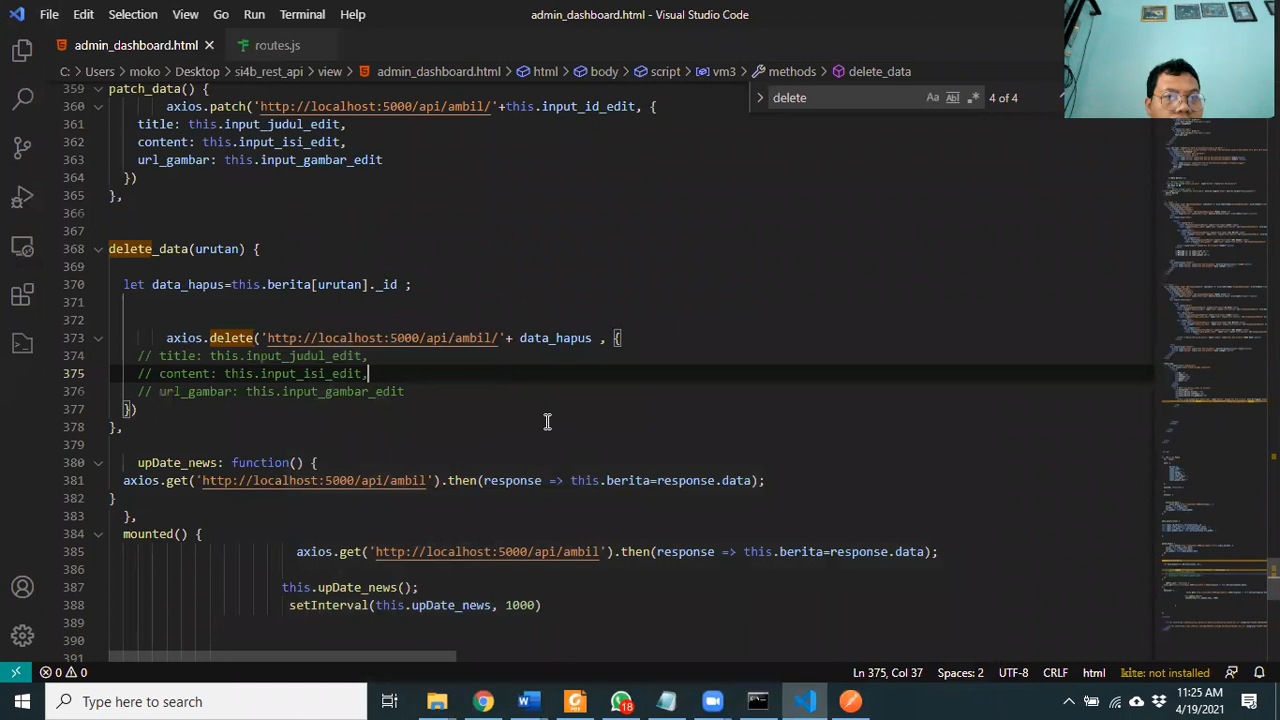 File Edit Selection View Go Run Terminal Help
admin_dashboard.html - Visual Studio Code
admin_dashboard.html
routes.js
C: > Users > moko > Desktop > si4b_rest_api > view > admin_dashboard.html > html > body > script > vm3 > methods > delete_data
delete
Aa Abl .* 4 of 4
359 patch_data() {
360 axios.patch('http://localhost:5000/api/ambil/'+this.input_id_edit, {
361 title: this.input_judul_edit,
362 content: this.input_isi_edit,
363 url_gambar: this.input_gambar_edit
364 })
365 },
366
368 delete_data(urutan) {
369
370 let data_hapus=this.berita[urutan]._id ;
371
372
axios.delete('http://localhost:5000/api/ambil/ data_hapus , {
374 // title: this.input_judul_edit,
375 // content: this.input_isi_edit,
376 // url_gambar: this.input_gambar_edit
377 })
378 },
379
380 upDate_news: function() {
381 axios.get('http://localhost:5000/api/ambil').then(response => this.berita=response.data);
382 }
383 },
384 mounted() {
385 axios.get('http://localhost:5000/api/ambil').then(response => this.berita=response.data)
386
387 this.upDate_news();
388 setInterval(this.upDate_news, 1000)
389
390
391
0 0
Ln 375, Col 37 Spaces: 2 UTF-8 CRLF html kite: not installed
Type here to search
18
11:25 AM
4/19/2021